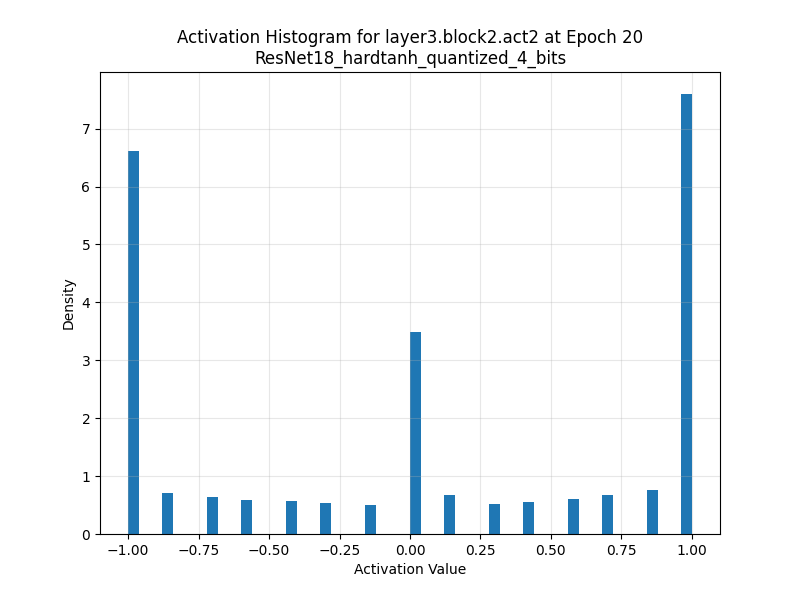 Activation Histogram for layer3.block2.act2 at Epoch 20
ResNet18_hardtanh_quantized_4_bits
Density
7
6
5
4
3
2
1
0
−1.00 −0.75 −0.50 −0.25 0.00 0.25 0.50 0.75 1.00
Activation Value